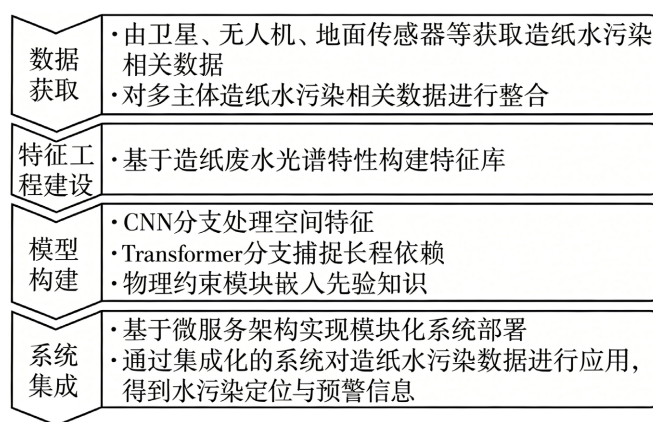 数据
获取
·由卫星、无人机、地面传感器等获取造纸水污染
相关数据
·对多主体造纸水污染相关数据进行整合
特征工
程建设
·基于造纸废水光谱特性构建特征库
模型
构建
·CNN分支处理空间特征
·Transformer分支捕捉长程依赖
·物理约束模块嵌入先验知识
系统
集成
·基于微服务架构实现模块化系统部署
·通过集成化的系统对造纸水污染数据进行应用，
得到水污染定位与预警信息